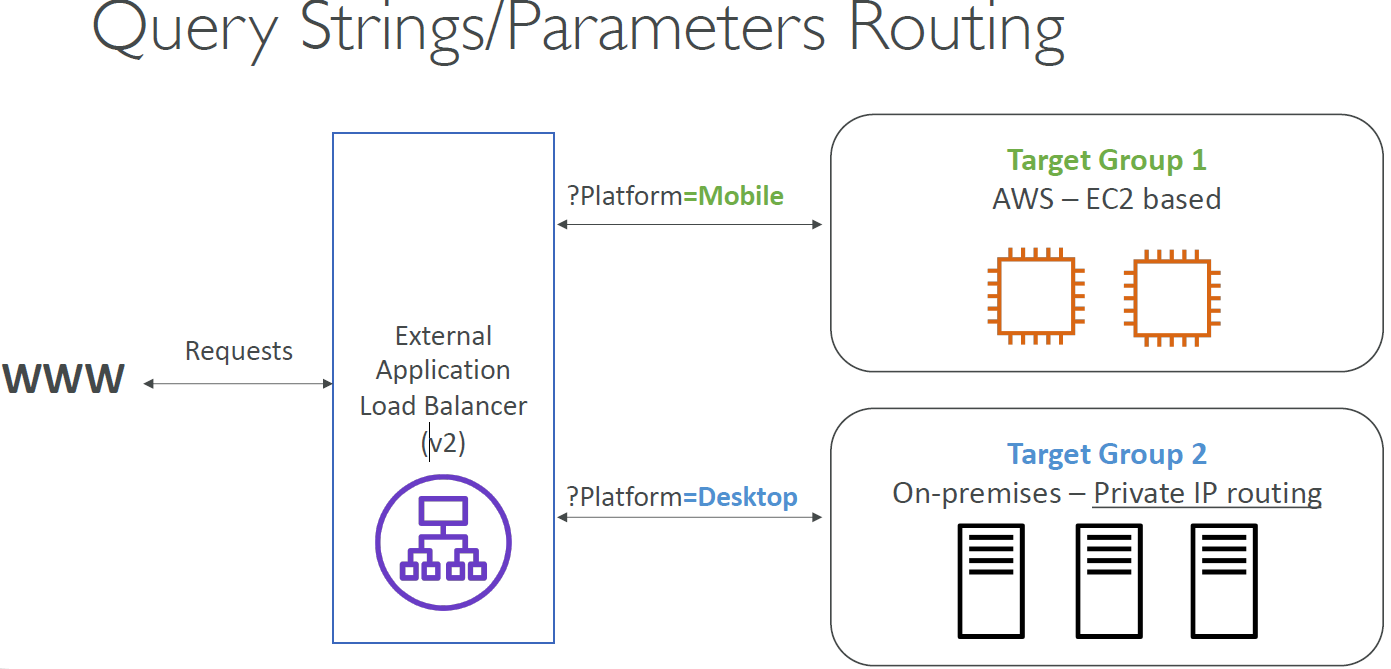 Query Strings/Parameters Routing
WWW
Requests
External
Application
Load Balancer
(v2)
?Platform=Mobile
Target Group 1
AWS – EC2 based
?Platform=Desktop
Target Group 2
On-premises – Private IP routing